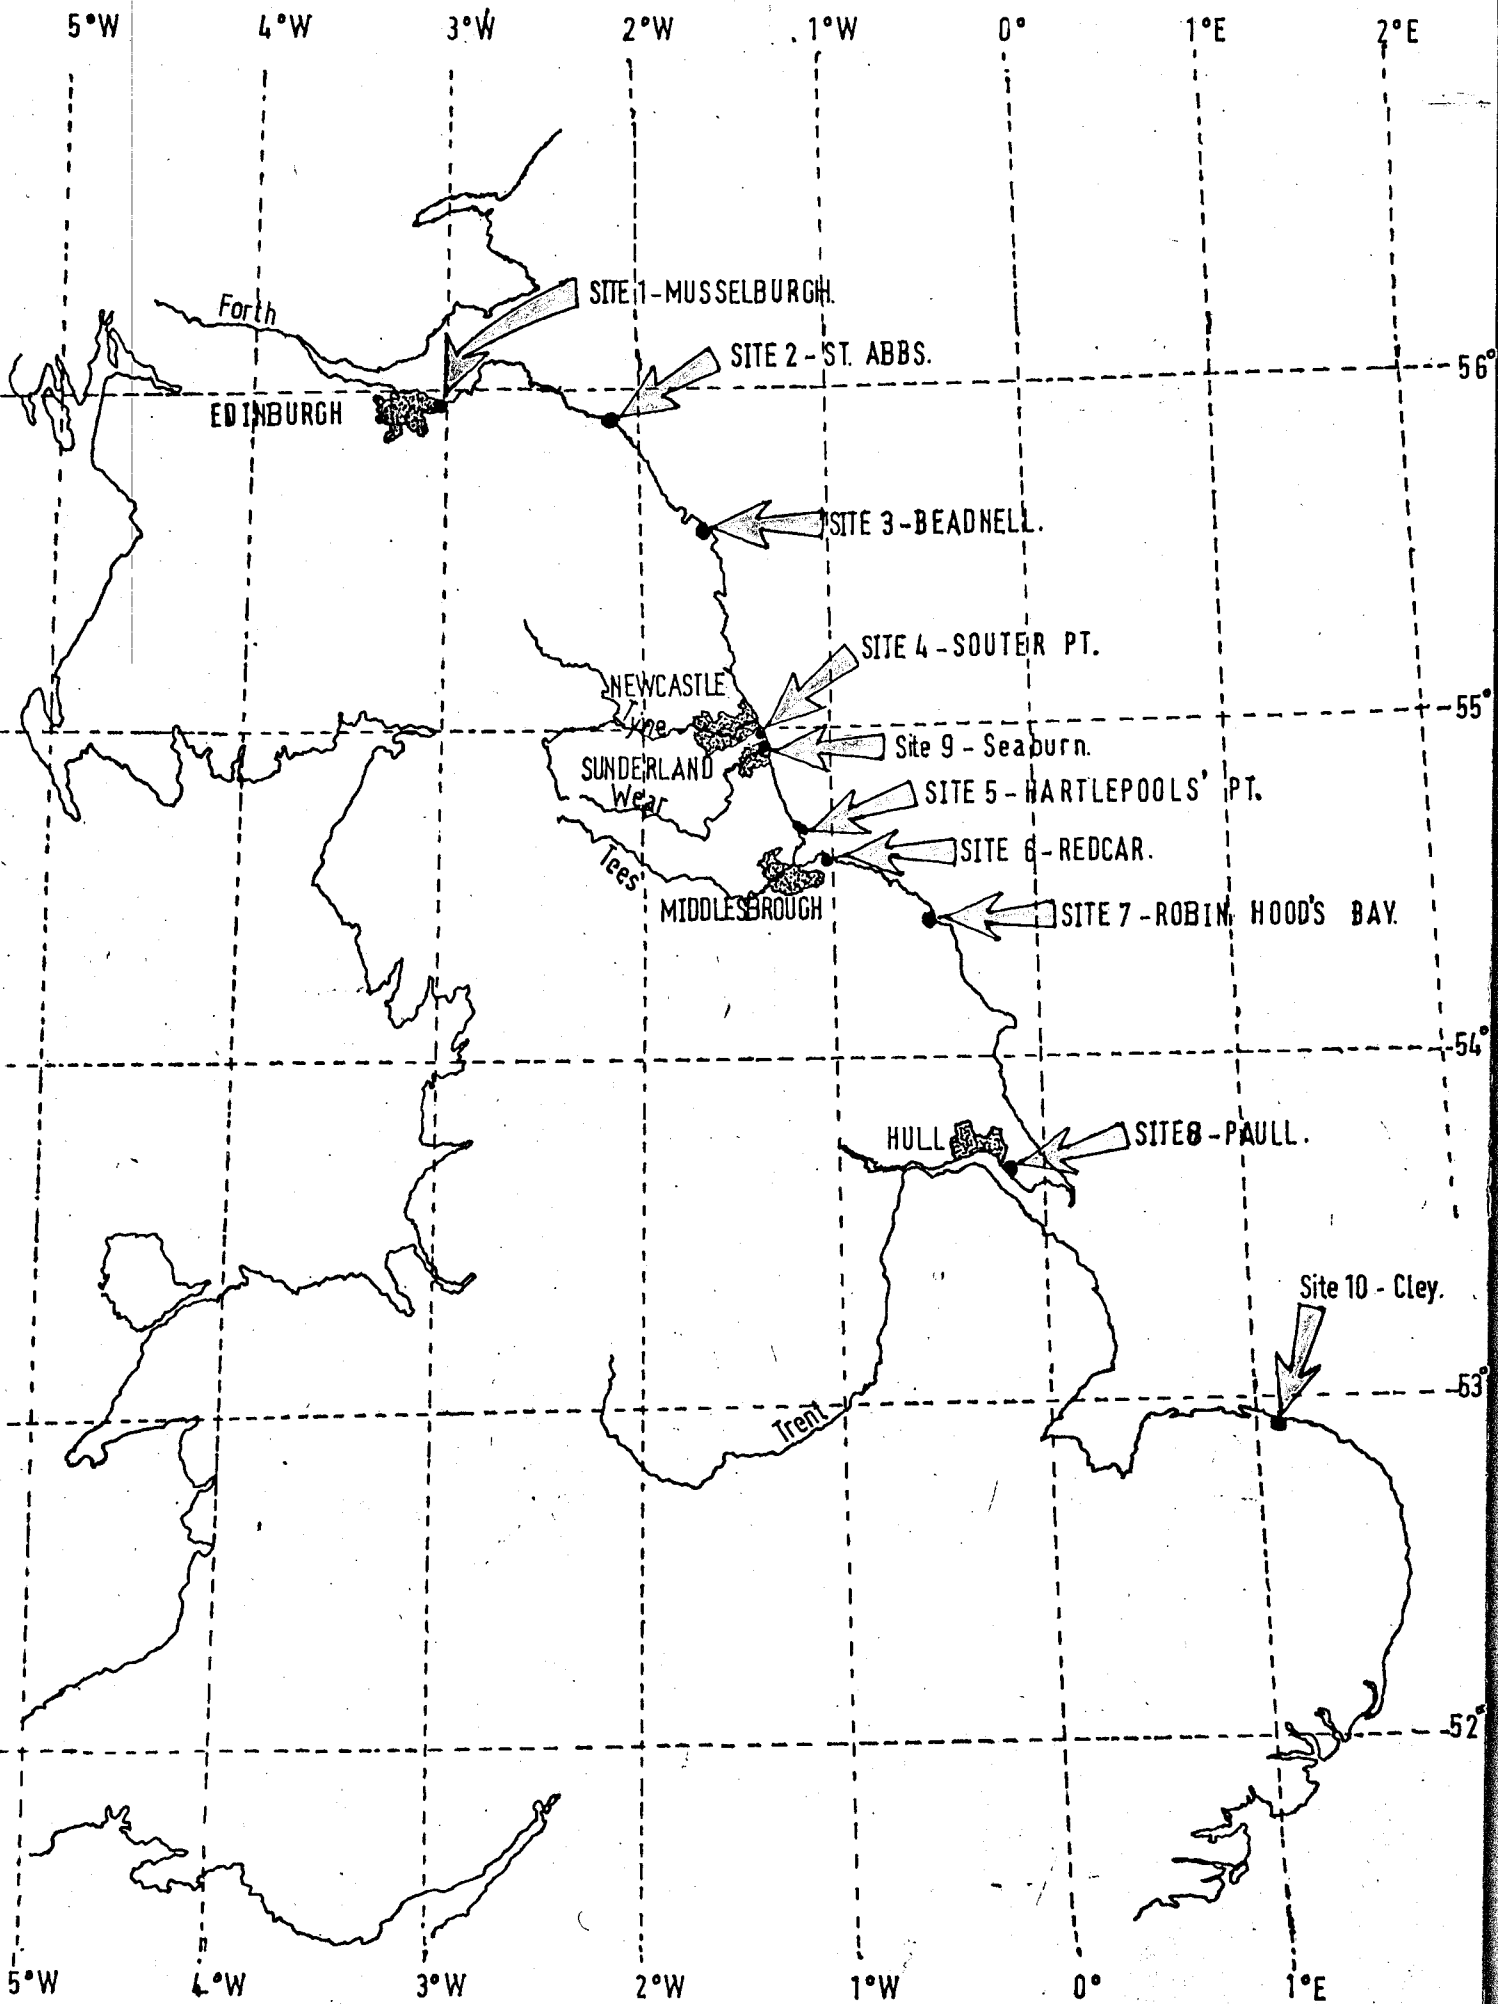 5°W 4°W 3°W 2°W 1°W 0° 1°E 2°E
SITE 1-MUSSELBURGH.
Forth
SITE 2-ST. ABBS.
56°
EDINBURGH
SITE 3-BEADNELL.
SITE 4-SOUTER PT.
NEWCASTLE
Tyne
55°
Site 9 - Seaburn.
SUNDERLAND
Wear
SITE 5-HARTLEPOOLS' PT.
SITE 6-REDCAR.
Tees
MIDDLESBROUGH
SITE 7-ROBIN HOOD'S BAY.
54°
HULL
SITE8-PAULL.
Site 10 - Cley.
53°
Trent
52°
5°W 4°W 3°W 2°W 1°W 0° 1°E